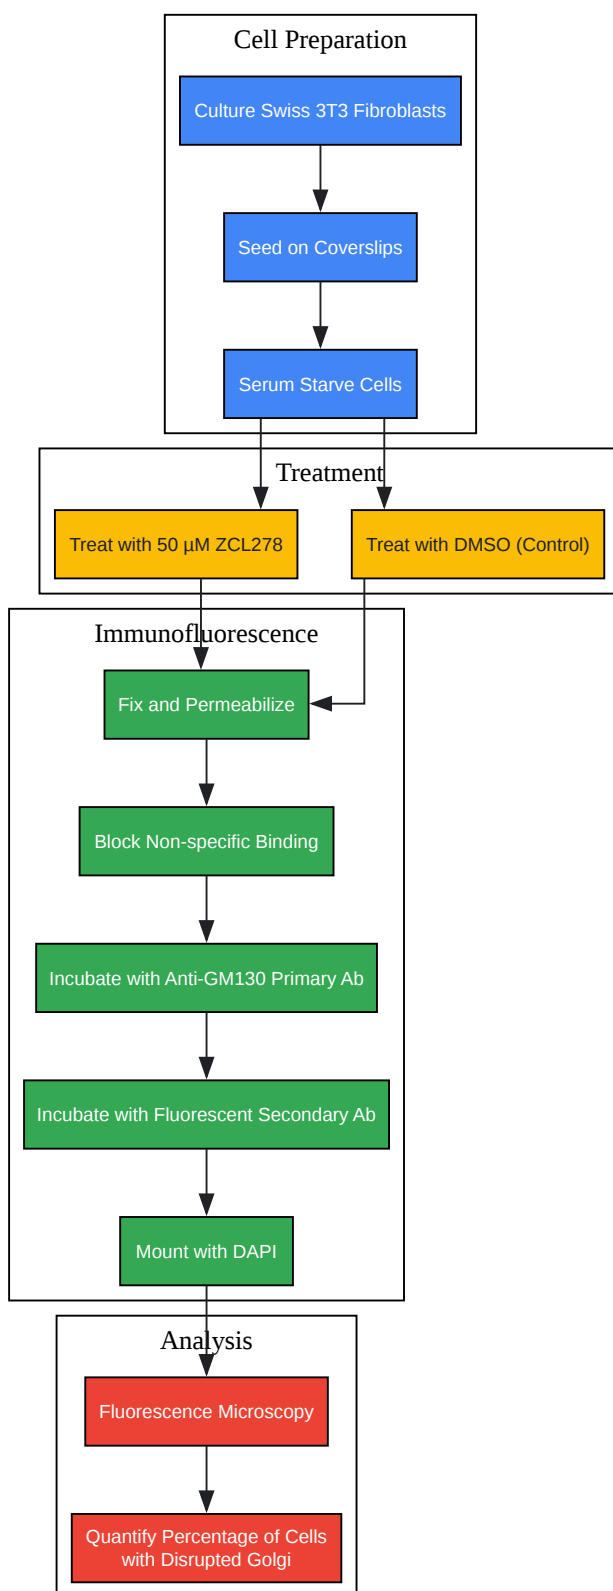 Cell Preparation
Culture Swiss 3T3 Fibroblasts
Seed on Coverslips
Serum Starve Cells
Treatment
Treat with 50 µM ZCL278
Treat with DMSO (Control)
Immunofluorescence
Fix and Permeabilize
Block Non-specific Binding
Incubate with Anti-GM130 Primary Ab
Incubate with Fluorescent Secondary Ab
Mount with DAPI
Analysis
Fluorescence Microscopy
Quantify Percentage of Cells
with Disrupted Golgi